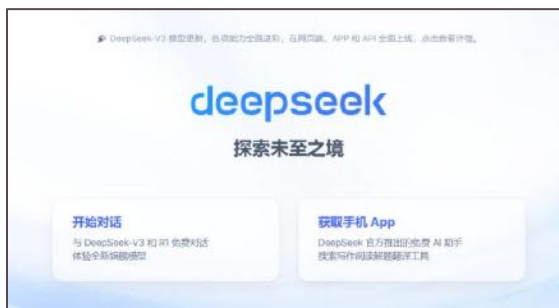 DeepSeek-V3 模型更新，各项能力全面进阶，在网页端、APP 和 API 全面上线，点击查看详情。
deepseek
探索未至之境
开始对话
与 DeepSeek-V3 和 R1 免费对话
体验全新旗舰模型
获取手机 App
DeepSeek 官方推出的免费 AI 助手
搜索写作阅读解题翻译工具